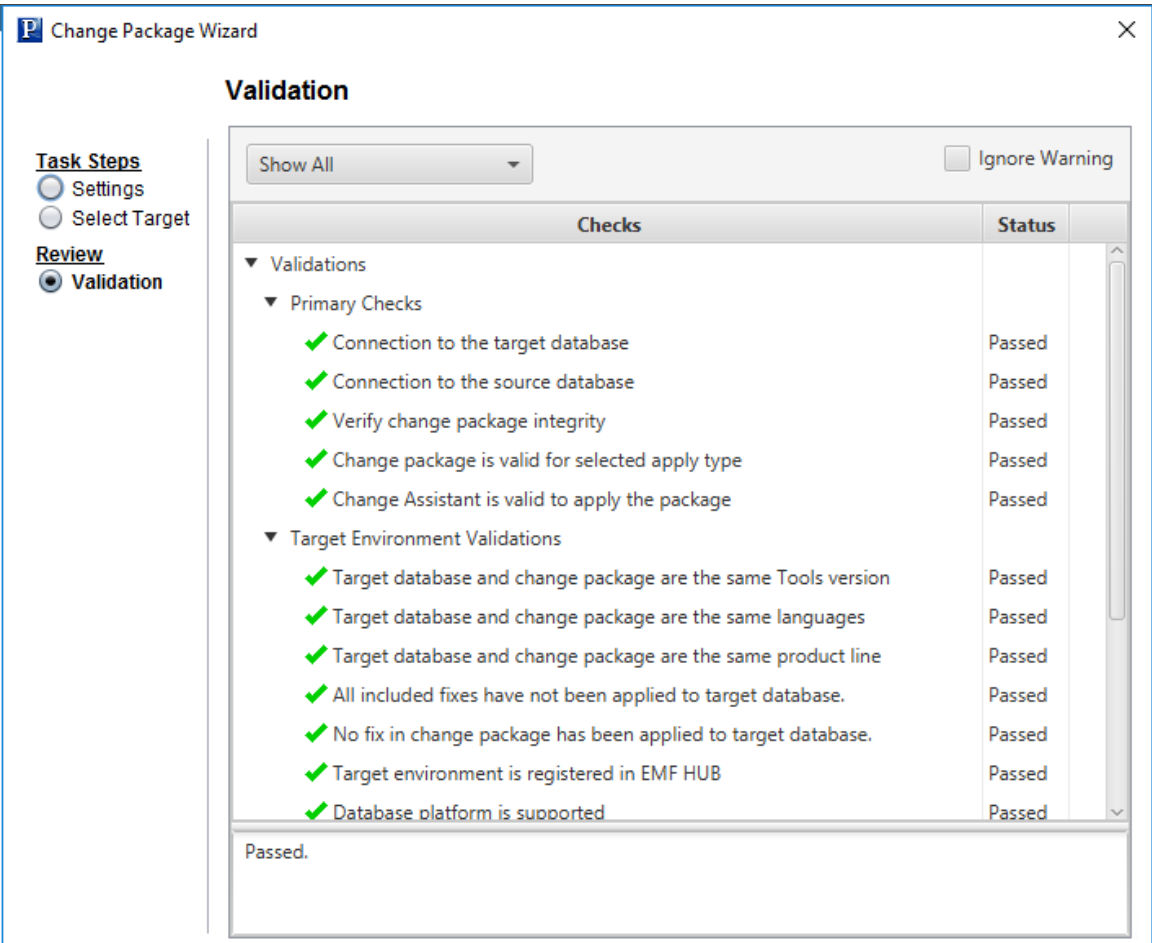 P Change Package Wizard
Validation
Task Steps
Settings
Select Target
Review
Validation
Show All
Ignore Warning
Checks Status
Validations
Primary Checks
Connection to the target database Passed
Connection to the source database Passed
Verify change package integrity Passed
Change package is valid for selected apply type Passed
Change Assistant is valid to apply the package Passed
Target Environment Validations
Target database and change package are the same Tools version Passed
Target database and change package are the same languages Passed
Target database and change package are the same product line Passed
All included fixes have not been applied to target database. Passed
No fix in change package has been applied to target database. Passed
Target environment is registered in EMF HUB Passed
Database platform is supported Passed
Passed.